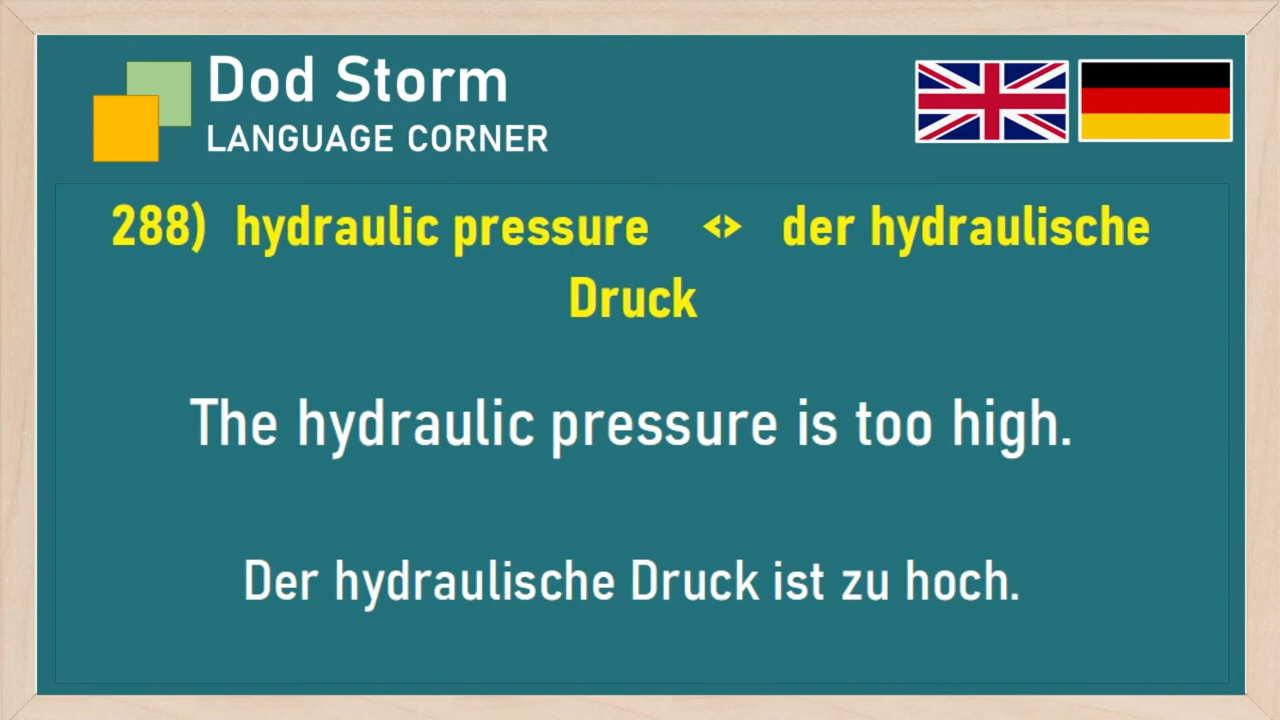 Dod Storm
LANGUAGE CORNER
288) hydraulic pressure <> der hydraulische
Druck
The hydraulic pressure is too high.
Der hydraulische Druck ist zu hoch.